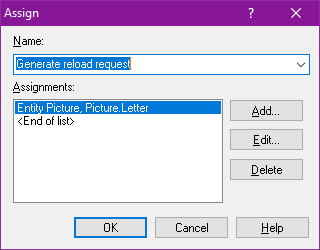 Assign
Name:
Generate reload request
Assignments:
Entity Picture, Picture.Letter
<End of list>
Add...
Edit...
Delete
OK
Cancel
Help